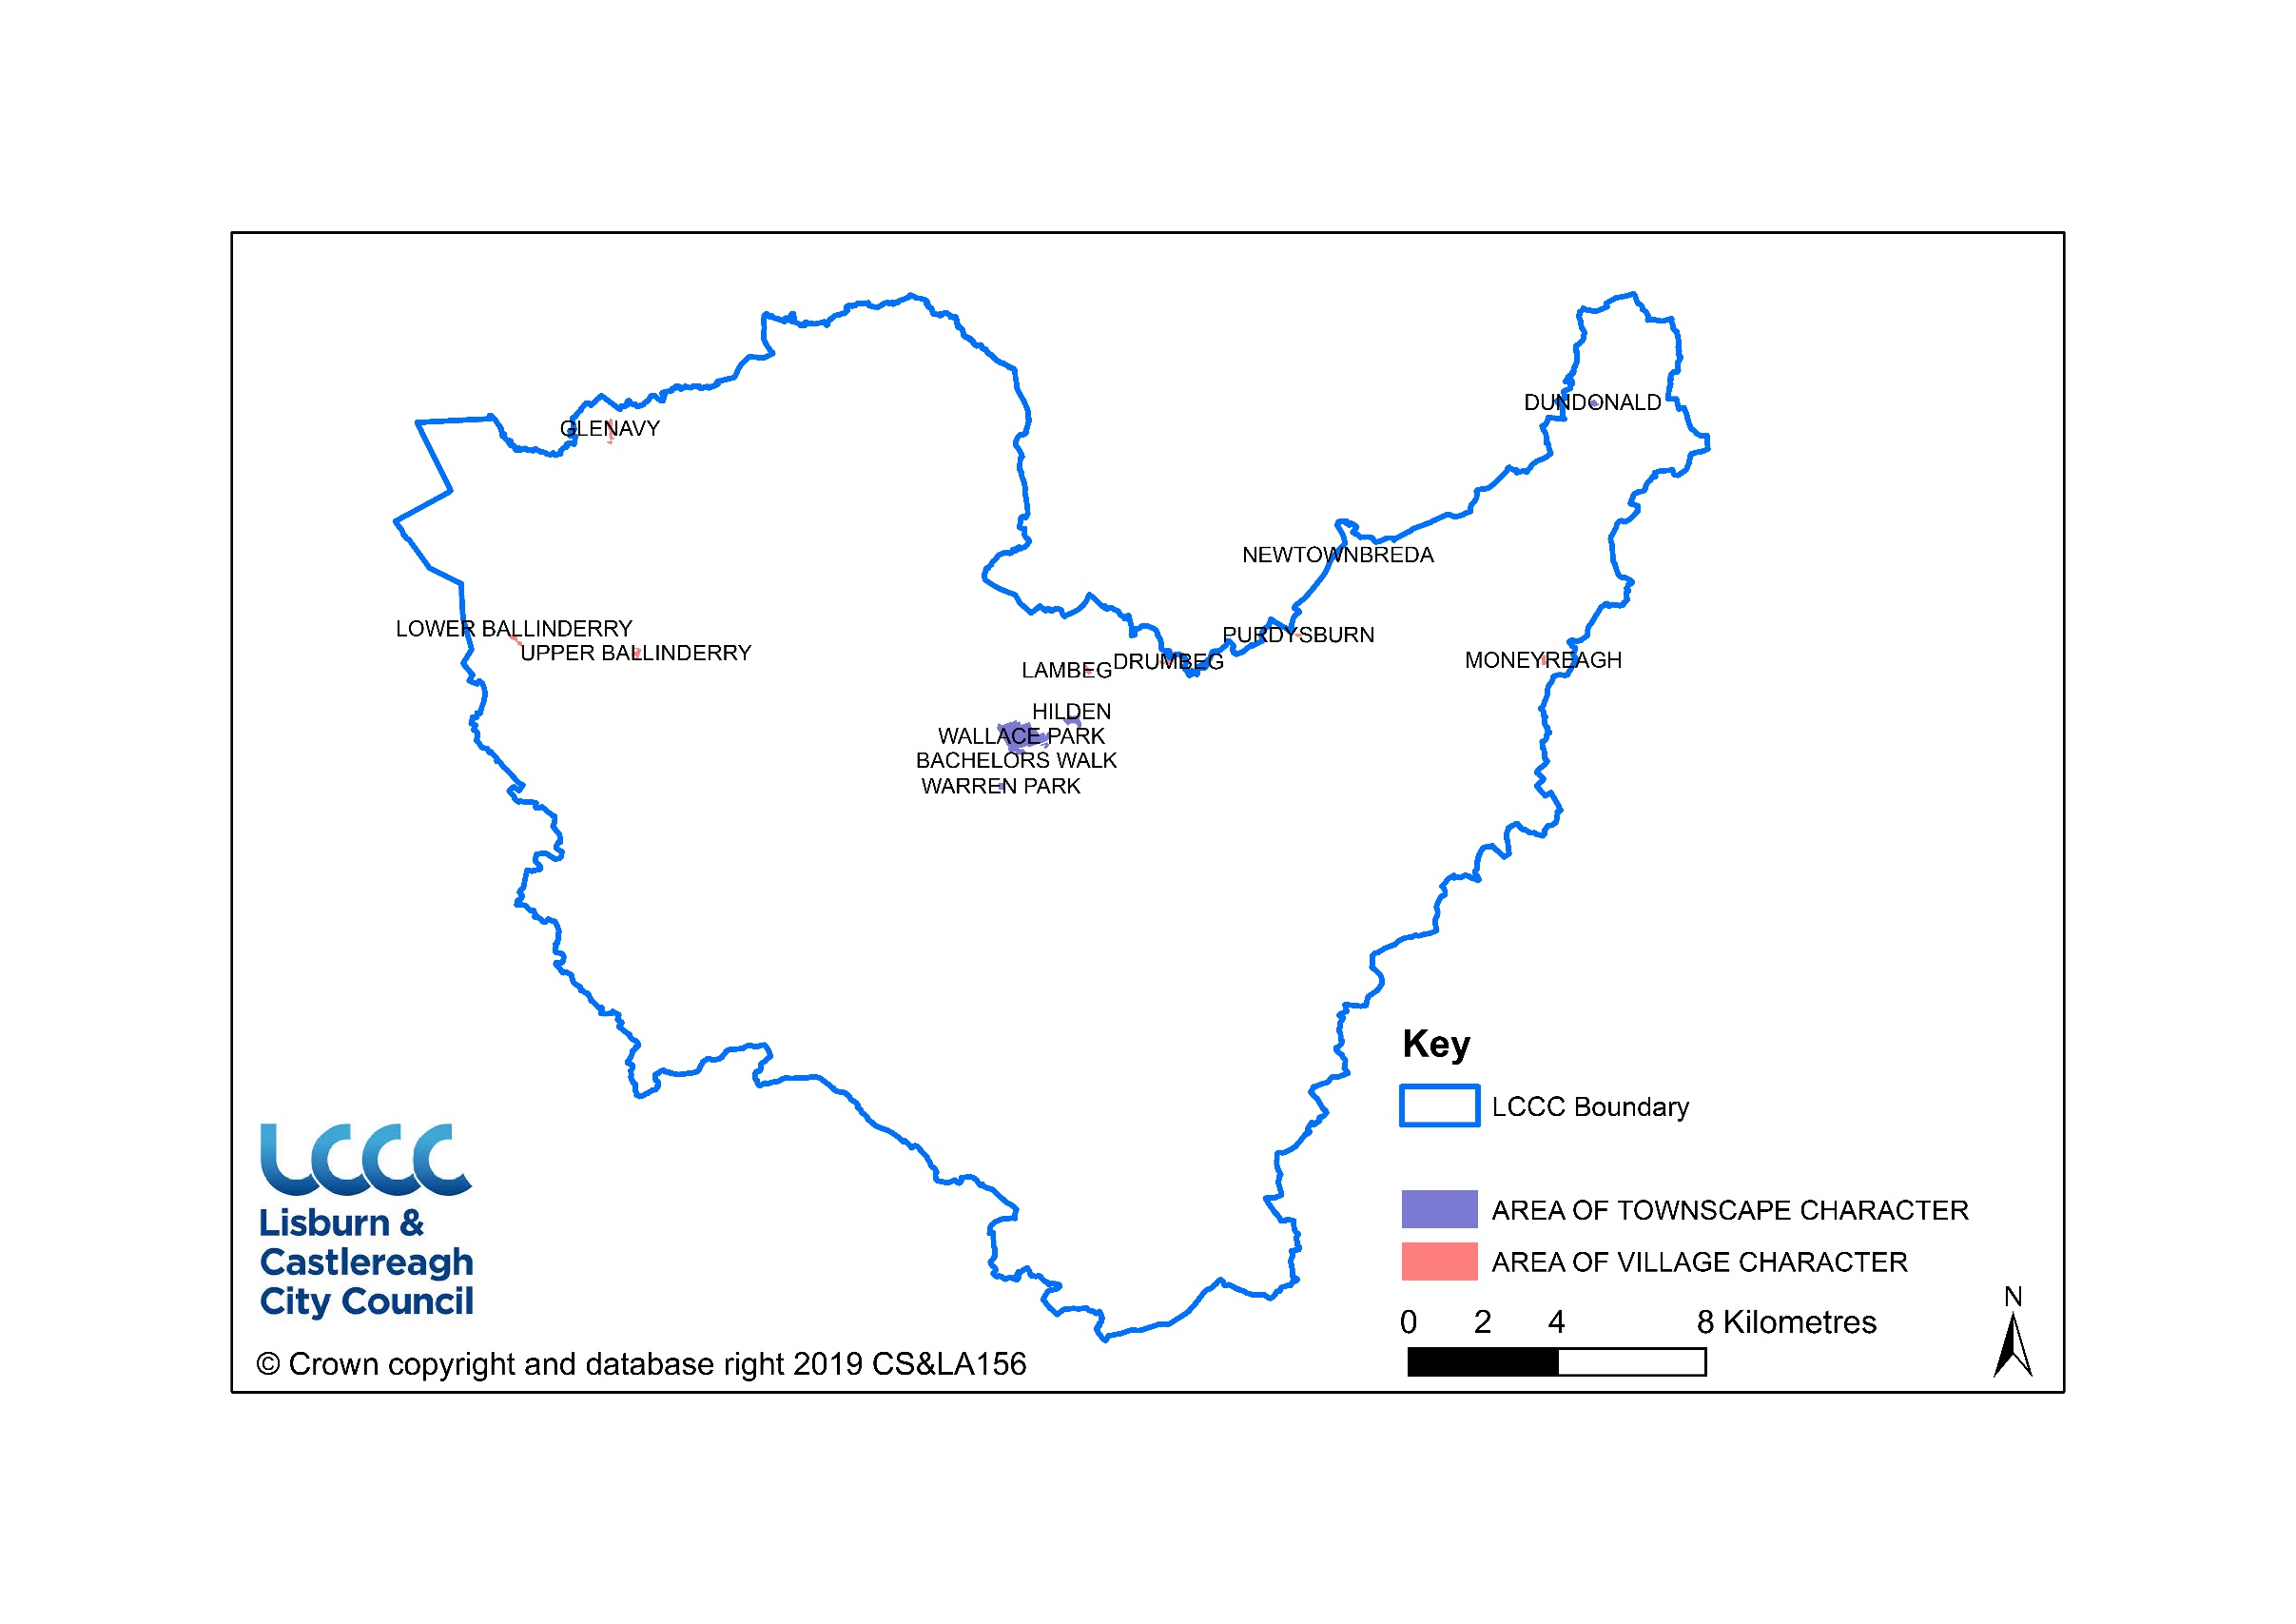 DUNDONALD
GLENAVY
NEWTOWNBREDA
LOWER BALLINDERRY
PURDYSBURN
UPPER BALLINDERRY
MONEYREAGH
DRUMBEG
LAMBEG
HILDEN
WALLACE PARK
BACHELORS WALK
WARREN PARK
Key
LCCC Boundary
AREA OF TOWNSCAPE CHARACTER
AREA OF VILLAGE CHARACTER
0 2 4 8 Kilometres
N
LCCC
Lisburn &
Castlereagh
City Council
© Crown copyright and database right 2019 CS&LA156